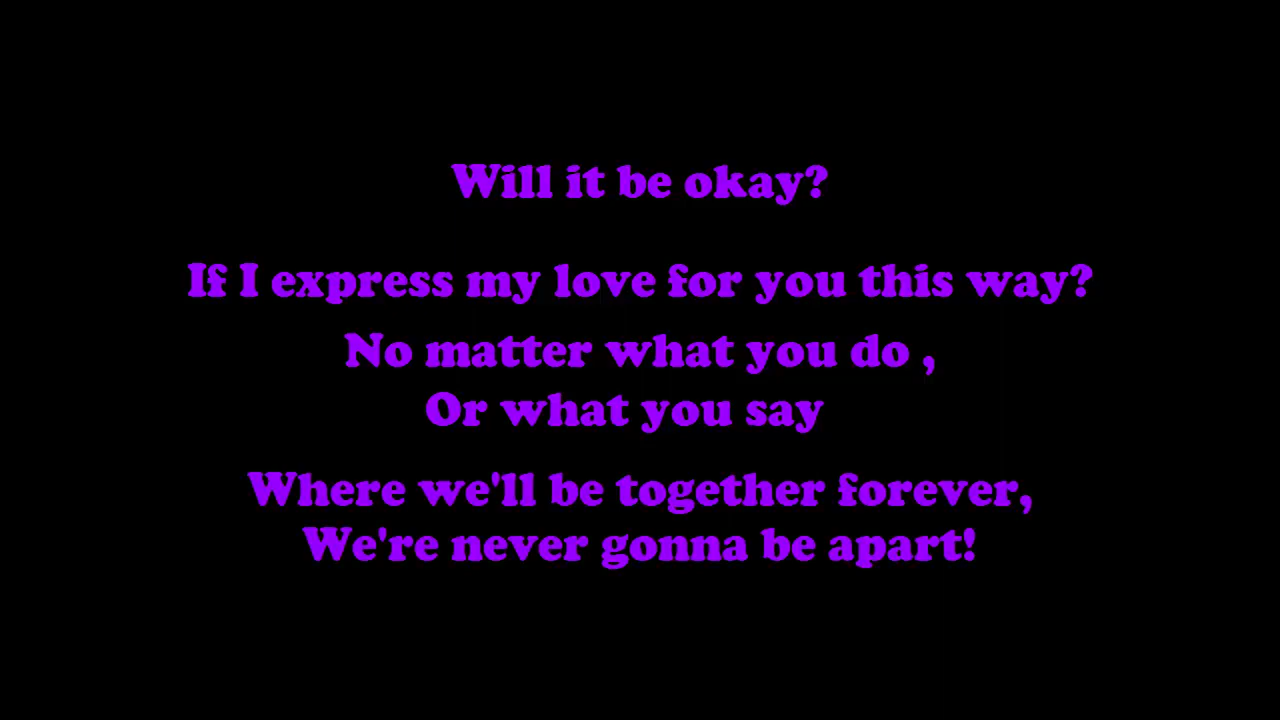 Will it be okay?
If I express my love for you this way?
No matter what you do ,
Or what you say
Where we'll be together forever,
We're never gonna be apart!